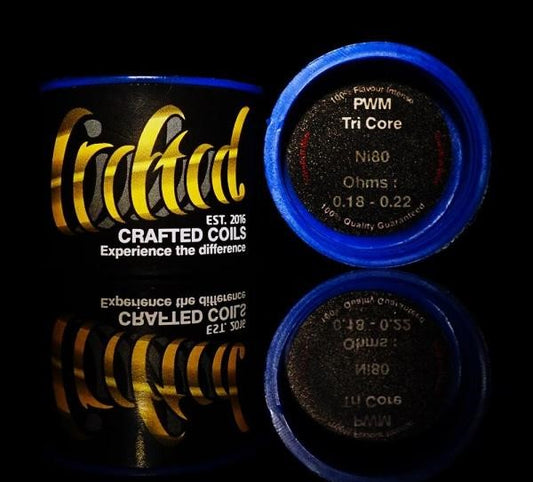 Crafted
EST. 2016
CRAFTED COILS
Experience the difference
100% Flavour Intense
PWM
Tri Core
Ni80
Ohms :
0.18 - 0.22
100% Quality Guaranteed